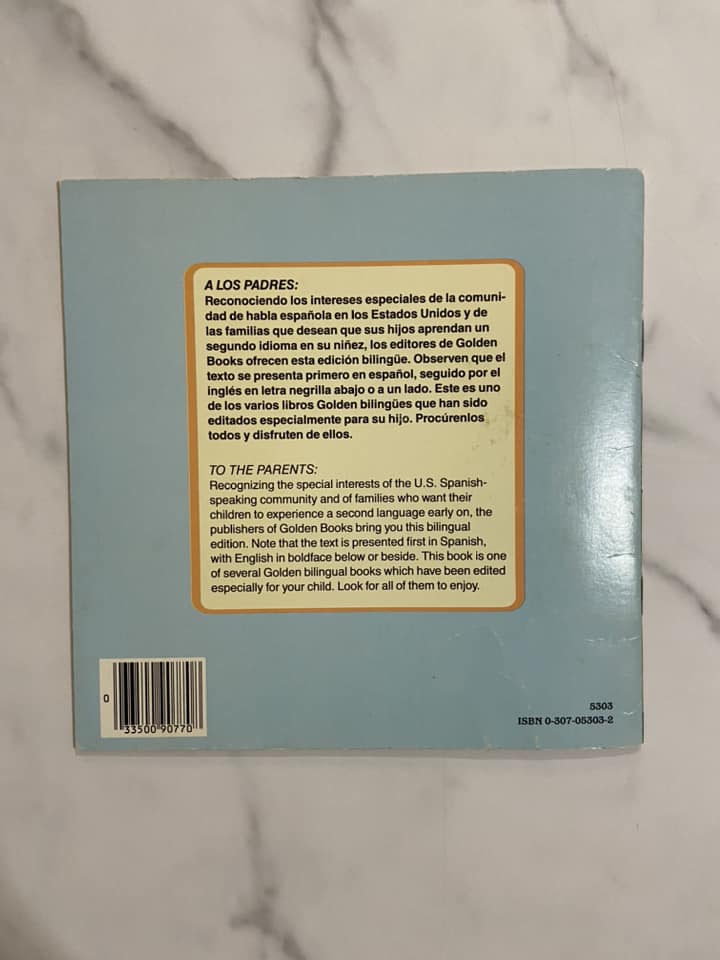 A LOS PADRES:
Reconociendo los intereses especiales de la comuni-
dad de habla española en los Estados Unidos y de
las familias que desean que sus hijos aprendan un
segundo idioma en su niñez, los editores de Golden
Books ofrecen esta edición bilingüe. Observen que el
texto se presenta primero en español, seguido por el
inglés en letra negrilla abajo o a un lado. Este es uno
de los varios libros Golden bilingües que han sido
editados especialmente para su hijo. Procúrenlos
todos y disfruten de ellos.
TO THE PARENTS:
Recognizing the special interests of the U.S. Spanish-
speaking community and of families who want their
children to experience a second language early on, the
publishers of Golden Books bring you this bilingual
edition. Note that the text is presented first in Spanish,
with English in boldface below or beside. This book is one
of several Golden bilingual books which have been edited
especially for your child. Look for all of them to enjoy.
0
33500 90770
5303
ISBN 0-307-05303-2